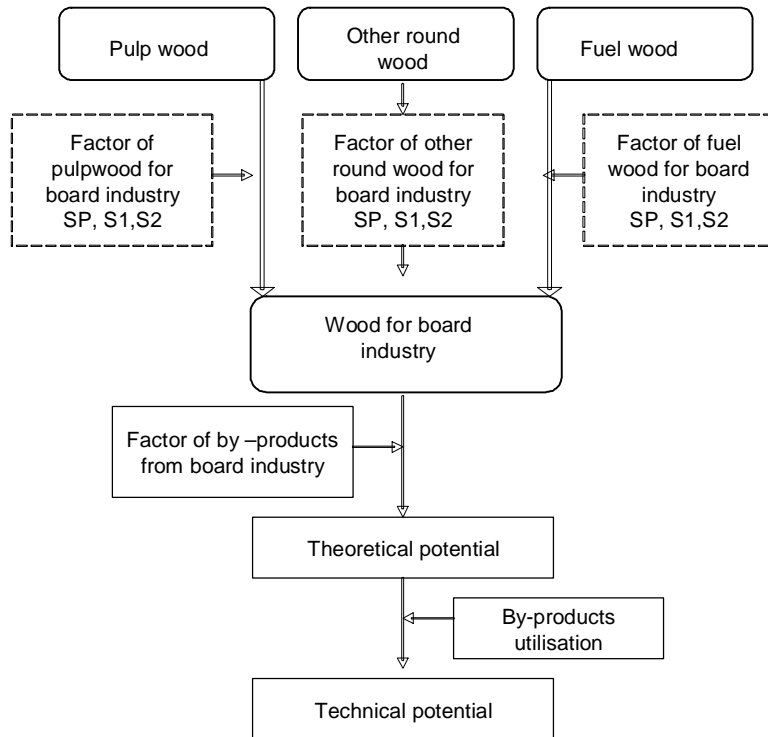 Pulp wood
Other round
wood
Fuel wood
Factor of
pulpwood for
board industry
SP, S1,S2
Factor of other
round wood for
board industry
SP, S1,S2
Factor of fuel
wood for board
industry
SP, S1,S2
Wood for board
industry
Factor of by –products
from board industry
Theoretical potential
By-products
utilisation
Technical potential